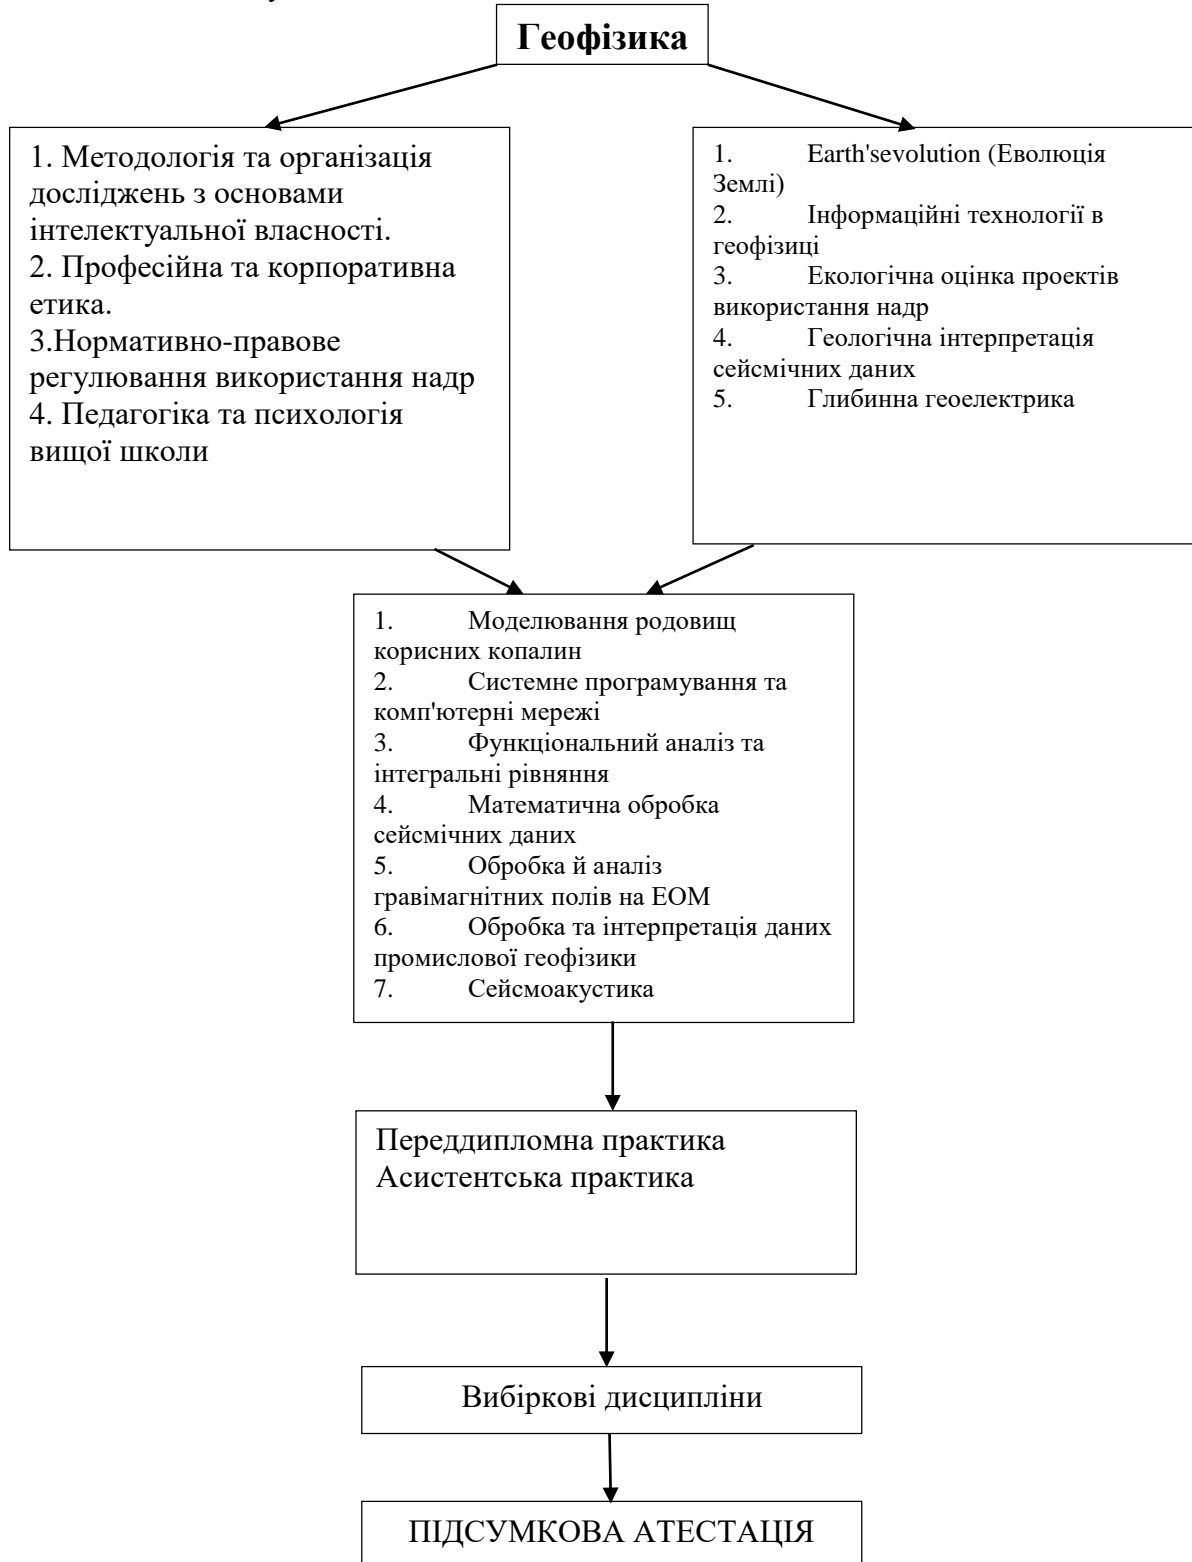 Геофізика
1. Методологія та організація
досліджень з основами
інтелектуальної власності.
2. Професійна та корпоративна
етика.
3.Нормативно-правове
регулювання використання надр
4. Педагогіка та психологія
вищої школи
1. Earth'sevolution (Еволюція
Землі)
2. Інформаційні технології в
геофізиці
3. Екологічна оцінка проектів
використання надр
4. Геологічна інтерпретація
сейсмічних даних
5. Глибинна геоелектрика
1. Моделювання родовищ
корисних копалин
2. Системне програмування та
комп'ютерні мережі
3. Функціональний аналіз та
інтегральні рівняння
4. Математична обробка
сейсмічних даних
5. Обробка й аналіз
гравімагнітних полів на ЕОМ
6. Обробка та інтерпретація даних
промислової геофізики
7. Сейсмоакустика
Переддипломна практика
Асистентська практика
Вибіркові дисципліни
ПІДСУМКОВА АТЕСТАЦІЯ